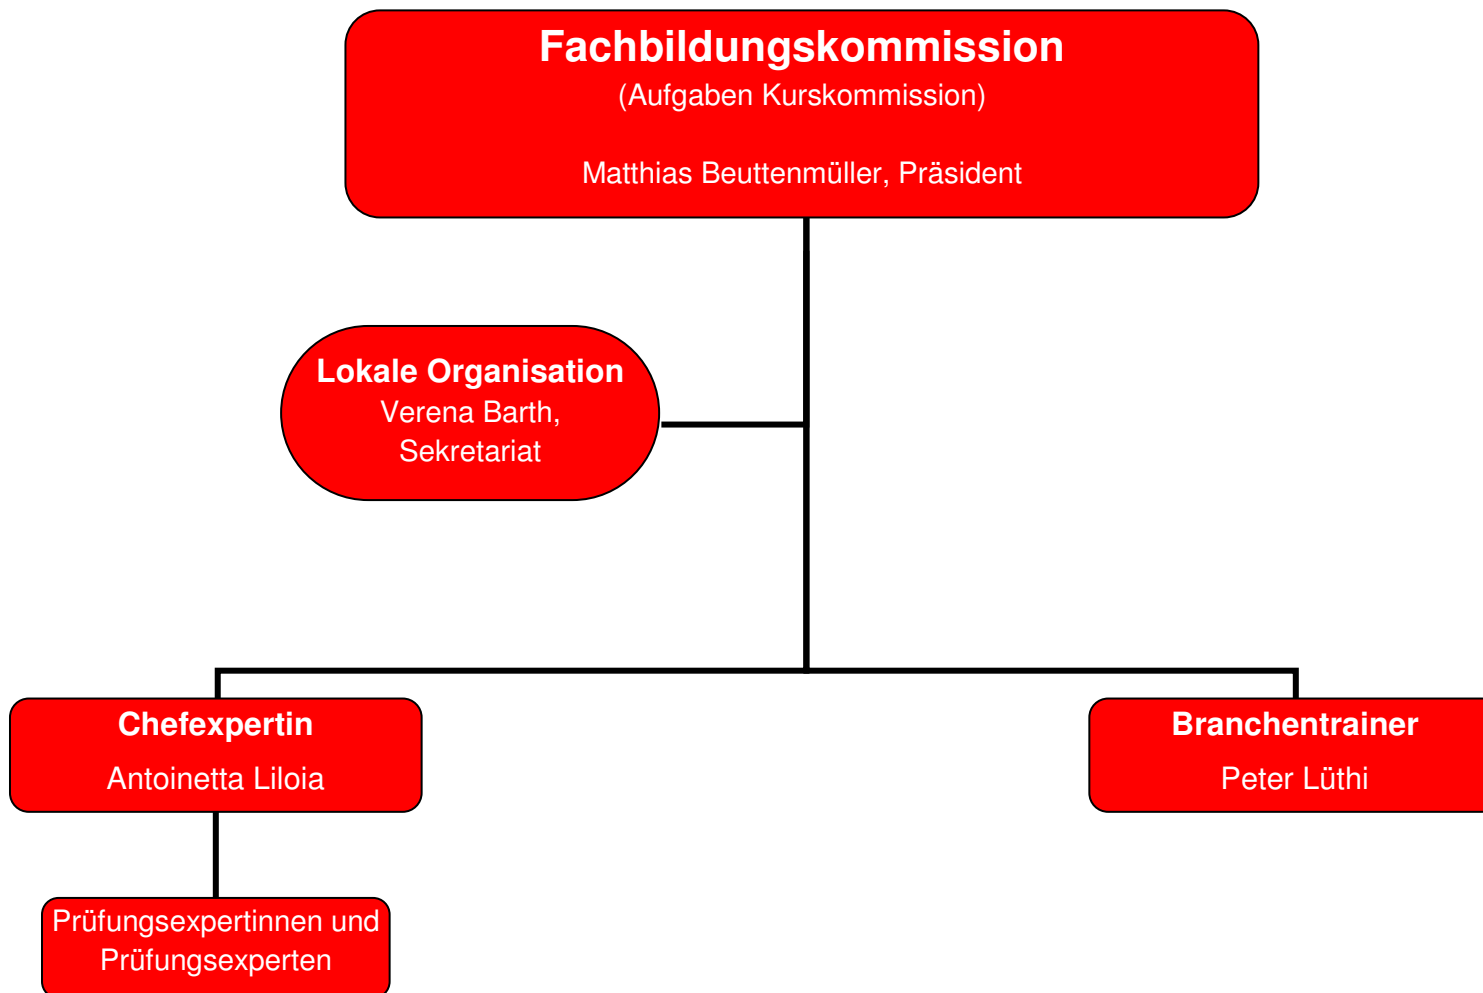 Fachbildungskommission
(Aufgaben Kurskommission)
Matthias Beuttenmüller, Präsident
Lokale Organisation
Verena Barth,
Sekretariat
Chefexpertin
Antoinetta Liloia
Branchentrainer
Peter Lüthi
Prüfungsexpertinnen und
Prüfungsexperten